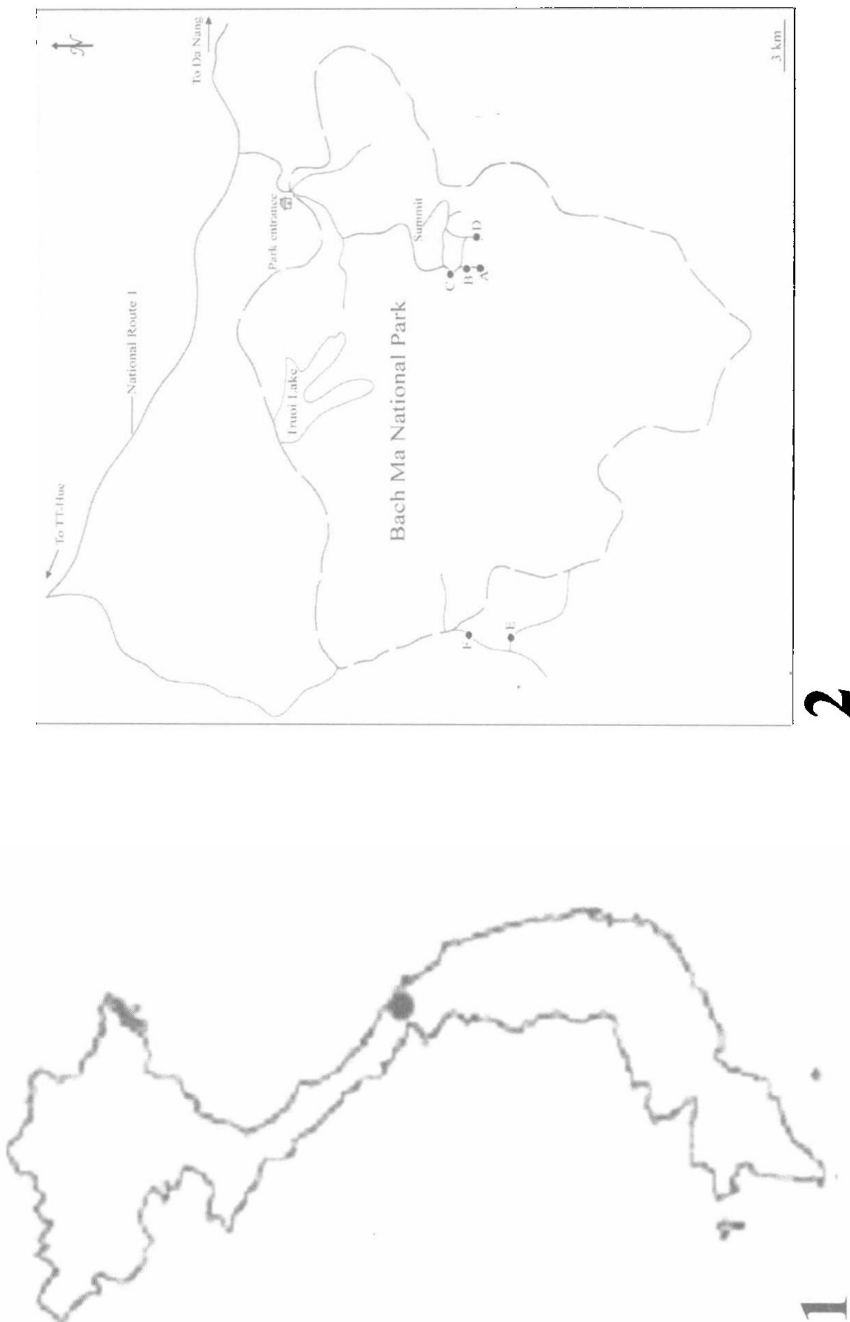 To TT-Hue
National Route 1
To Da Nang
N
Park entrance
Truoi Lake
Summit
Bach Ma National Park
C
B
A
D
F
E
3 km
1
2